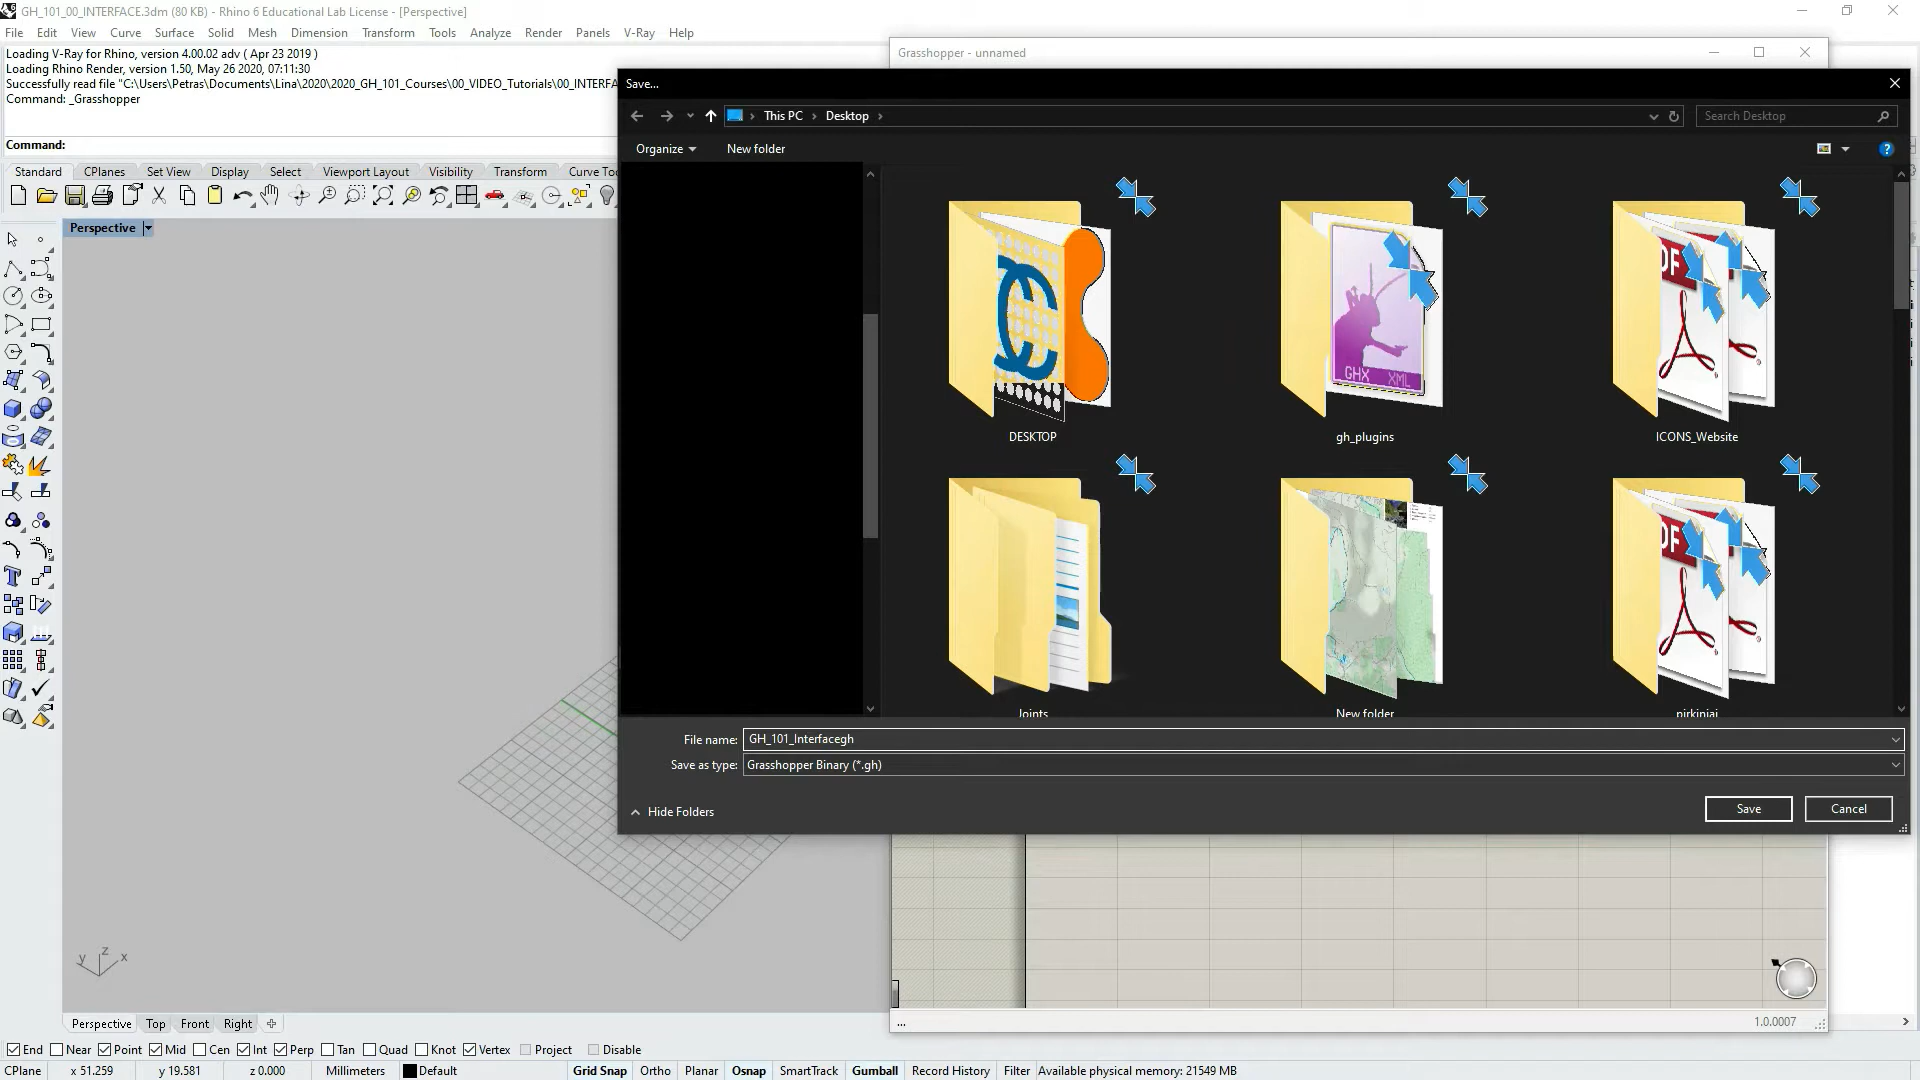 GH_101_00_INTERFACE.3dm (80 KB) - Rhino 6 Educational Lab License - [Perspective]
File Edit View Curve Surface Solid Mesh Dimension Transform Tools Analyze Render Panels V-Ray Help
Loading V-Ray for Rhino, version 4.00.02 adv ( Apr 23 2019 )
Loading Rhino Render, version 1.50, May 26 2020, 07:11:30
Successfully read file "C:\Users\Petras\Documents\Lina\2020\2020_GH_101_Courses\00_VIDEO_Tutorials\00_INTERFA
Command: _Grasshopper
Command:
Standard CPlanes Set View Display Select Viewport Layout Visibility Transform Curve To
Perspective
Grasshopper - unnamed
Save...
This PC Desktop
Search Desktop
Organize New folder
GHX XML
DESKTOP gh_plugins ICONS_Website
Joints New folder pirkiniai
File name: GH_101_Interfacegh
Save as type: Grasshopper Binary (*.gh)
Hide Folders
Save Cancel
z
y x
...
1.0.0007
Perspective Top Front Right
End Near Point Mid Cen Int Perp Tan Quad Knot Vertex Project Disable
CPlane x 51.259 y 19.581 z 0.000 Millimeters Default Grid Snap Ortho Planar Osnap SmartTrack Gumball Record History Filter Available physical memory: 21549 MB